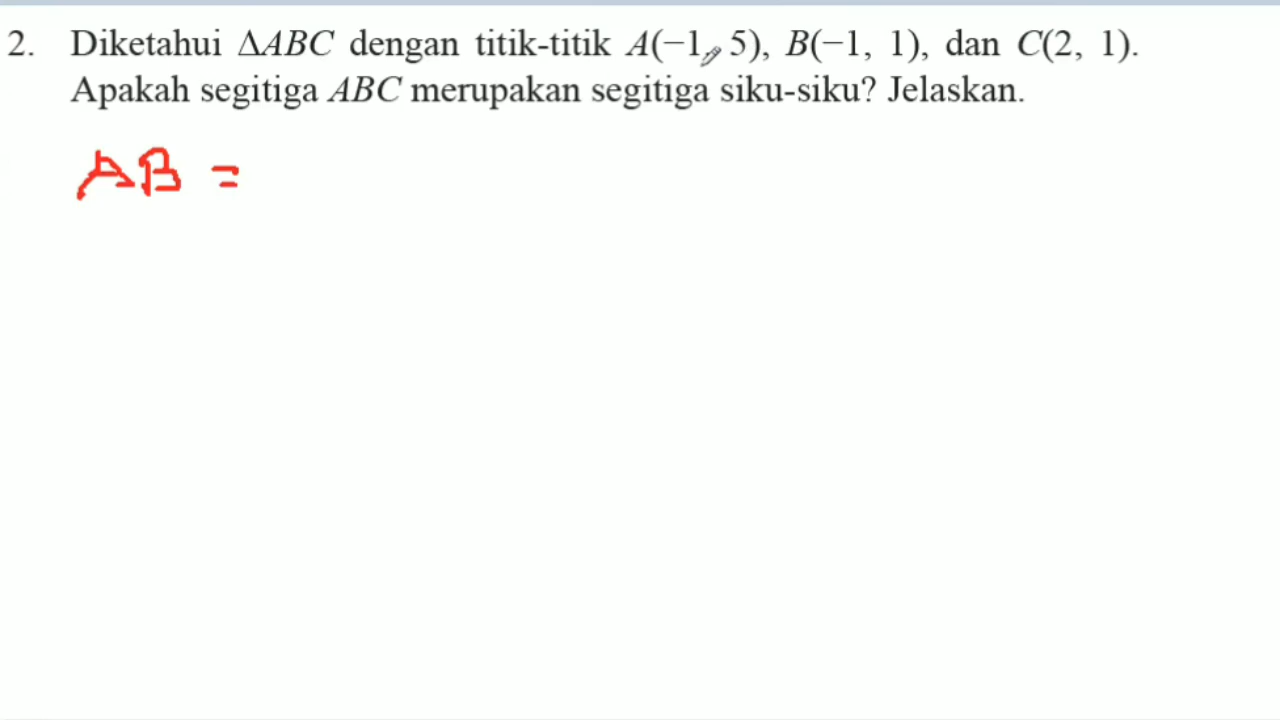 2. Diketahui ΔABC dengan titik-titik A(−1, 5), B(−1, 1), dan C(2, 1).
Apakah segitiga ABC merupakan segitiga siku-siku? Jelaskan.
AB =